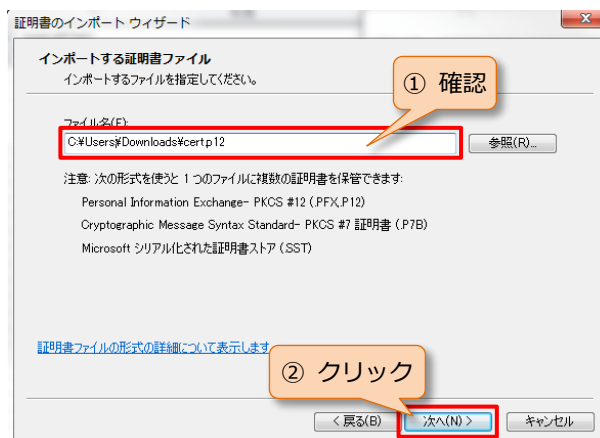 証明書のインポート ウィザード
インポートする証明書ファイル
インポートするファイルを指定してください。
① 確認
ファイル名(F):
C:¥Users¥Downloads¥cert.p12
参照(R)...
注意: 次の形式を使うと 1 つのファイルに複数の証明書を保管できます:
Personal Information Exchange- PKCS #12 (.PFX,.P12)
Cryptographic Message Syntax Standard- PKCS #7 証明書 (.P7B)
Microsoft シリアル化された証明書ストア (.SST)
証明書ファイルの形式の詳細について表示します
② クリック
< 戻る(B)
次へ(N) >
キャンセル